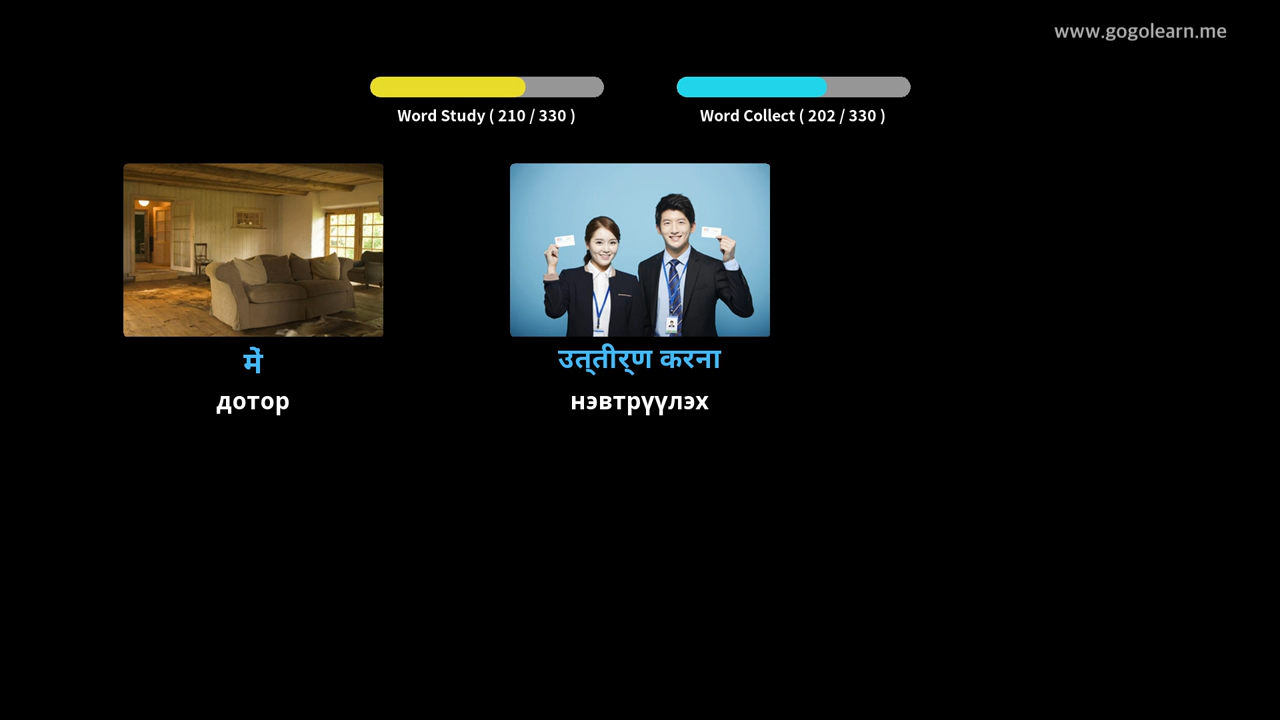 www.gogolearn.me
Word Study ( 210 / 330 )
Word Collect ( 202 / 330 )
में
उत्तीर्ण करना
дотор
нэвтрүүлэх